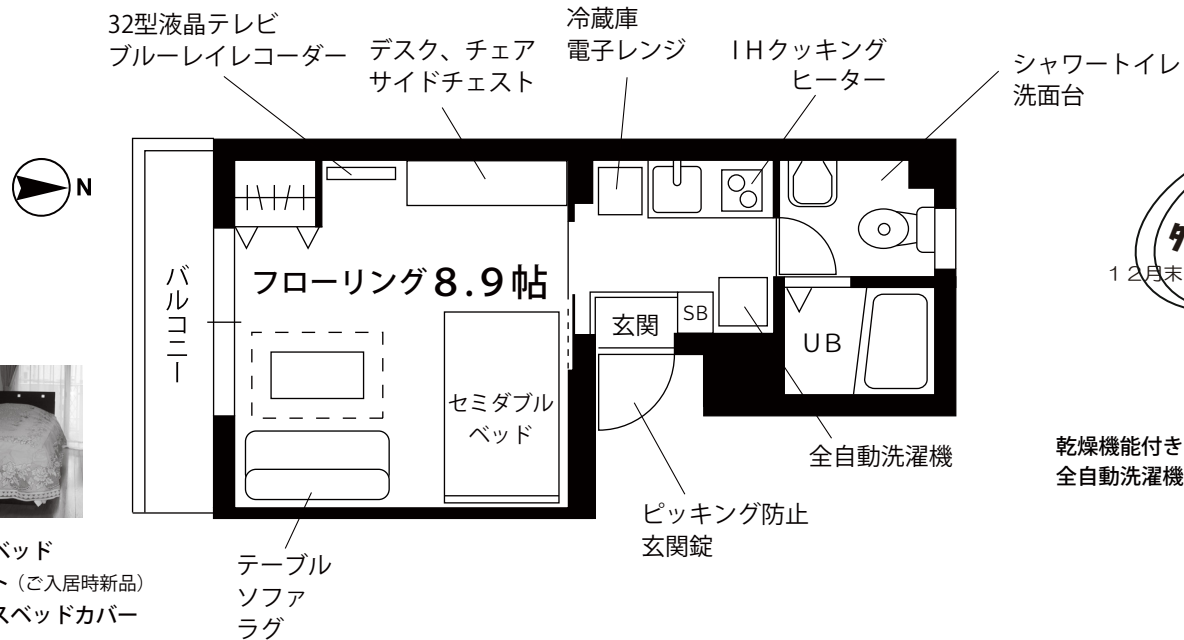 32型液晶テレビ
ブルーレイレコーダー
デスク、チェア
サイドチェスト
冷蔵庫
電子レンジ
IHクッキング
ヒーター
シャワートイレ
洗面台
N
バルコニー
フローリング8.9帖
玄関
SB
UB
セミダブル
ベッド
12月末
全自動洗濯機
乾燥機能付き
全自動洗濯機
ピッキング防止
玄関錠
テーブル
ソファ
ラグ
ベッド
ト（ご入居時新品）
スベッドカバー